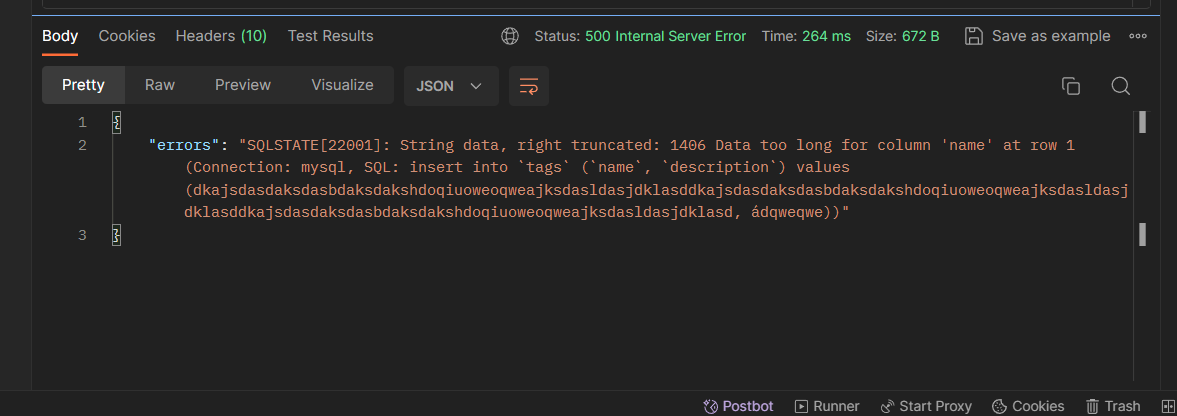 Body Cookies Headers (10) Test Results Status: 500 Internal Server Error Time: 264 ms Size: 672 B Save as example
Pretty Raw Preview Visualize JSON
1 {
2 "errors": "SQLSTATE[22001]: String data, right truncated: 1406 Data too long for column 'name' at row 1
(Connection: mysql, SQL: insert into `tags` (`name`, `description`) values
(dkajsdasdaksdasbdaksdakshdoqiuoweoqweajksdasldasjdklasddkajsdasdaksdasbdaksdakshdoqiuoweoqweajksdasldasj
dklasddkajsdasdaksdasbdaksdakshdoqiuoweoqweajksdasldasjdklasd, ádqweqwe))"
3 }
Postbot Runner Start Proxy Cookies Trash